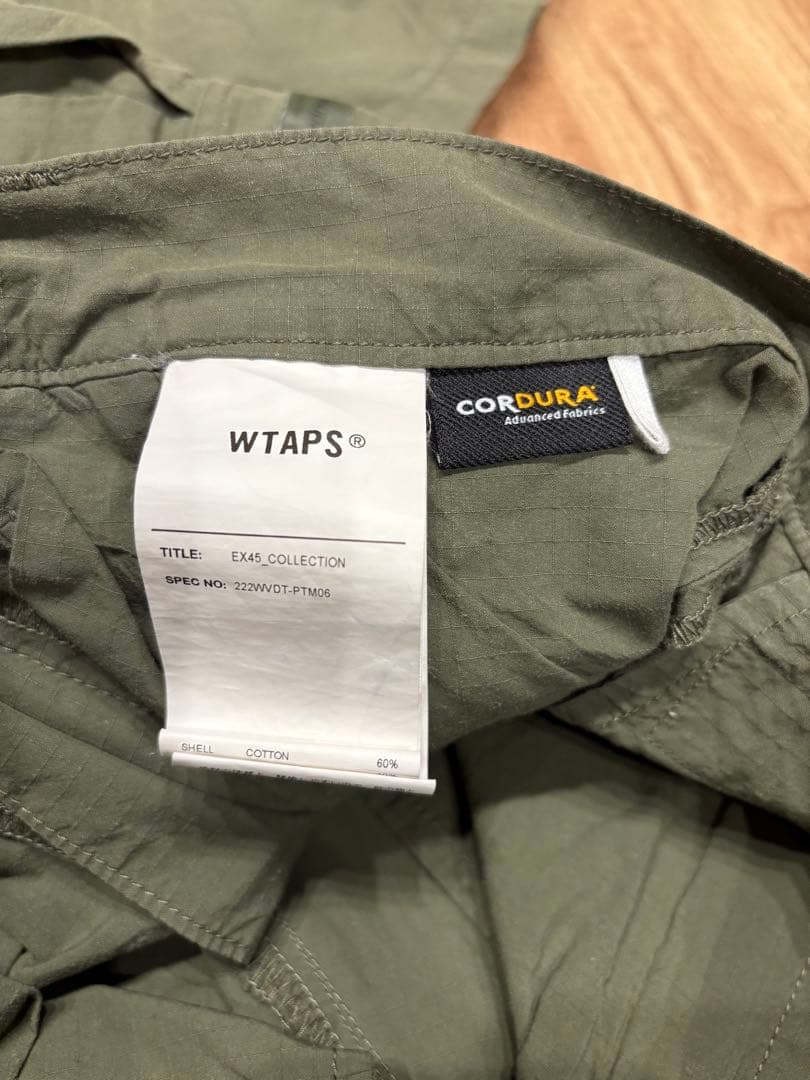 WTAPS®
CORDURA®
Advanced Fabrics
TITLE: EX45_COLLECTION
SPEC NO: 222WVDT-PTM06
SHELL COTTON 60%